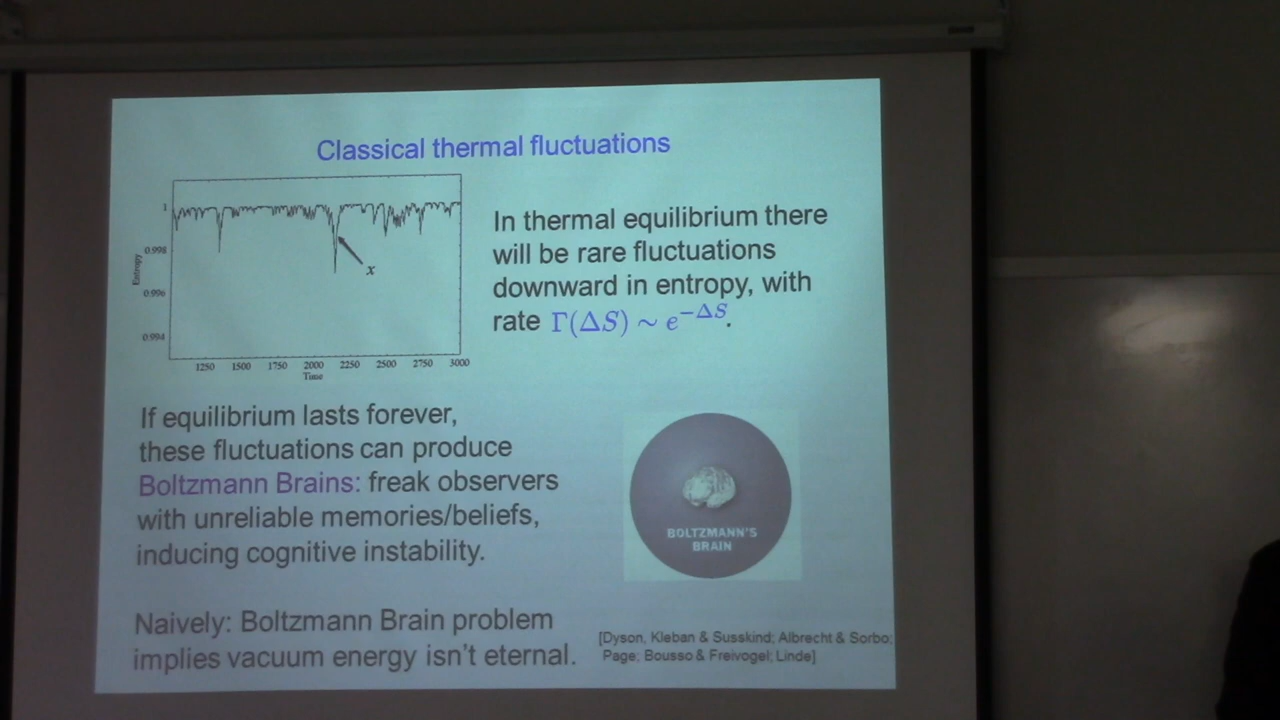 Classical thermal fluctuations
1
0.998
0.996
0.994
Entropy
x
1250 1500 1750 2000 2250 2500 2750 3000
Time
In thermal equilibrium there
will be rare fluctuations
downward in entropy, with
rate Γ(ΔS) ~ e^{-ΔS}.
If equilibrium lasts forever,
these fluctuations can produce
Boltzmann Brains: freak observers
with unreliable memories/beliefs,
inducing cognitive instability.
BOLTZMANN'S
BRAIN
Naively: Boltzmann Brain problem
implies vacuum energy isn't eternal.
[Dyson, Kleban & Susskind; Albrecht & Sorbo;
Page; Bousso & Freivogel; Linde]